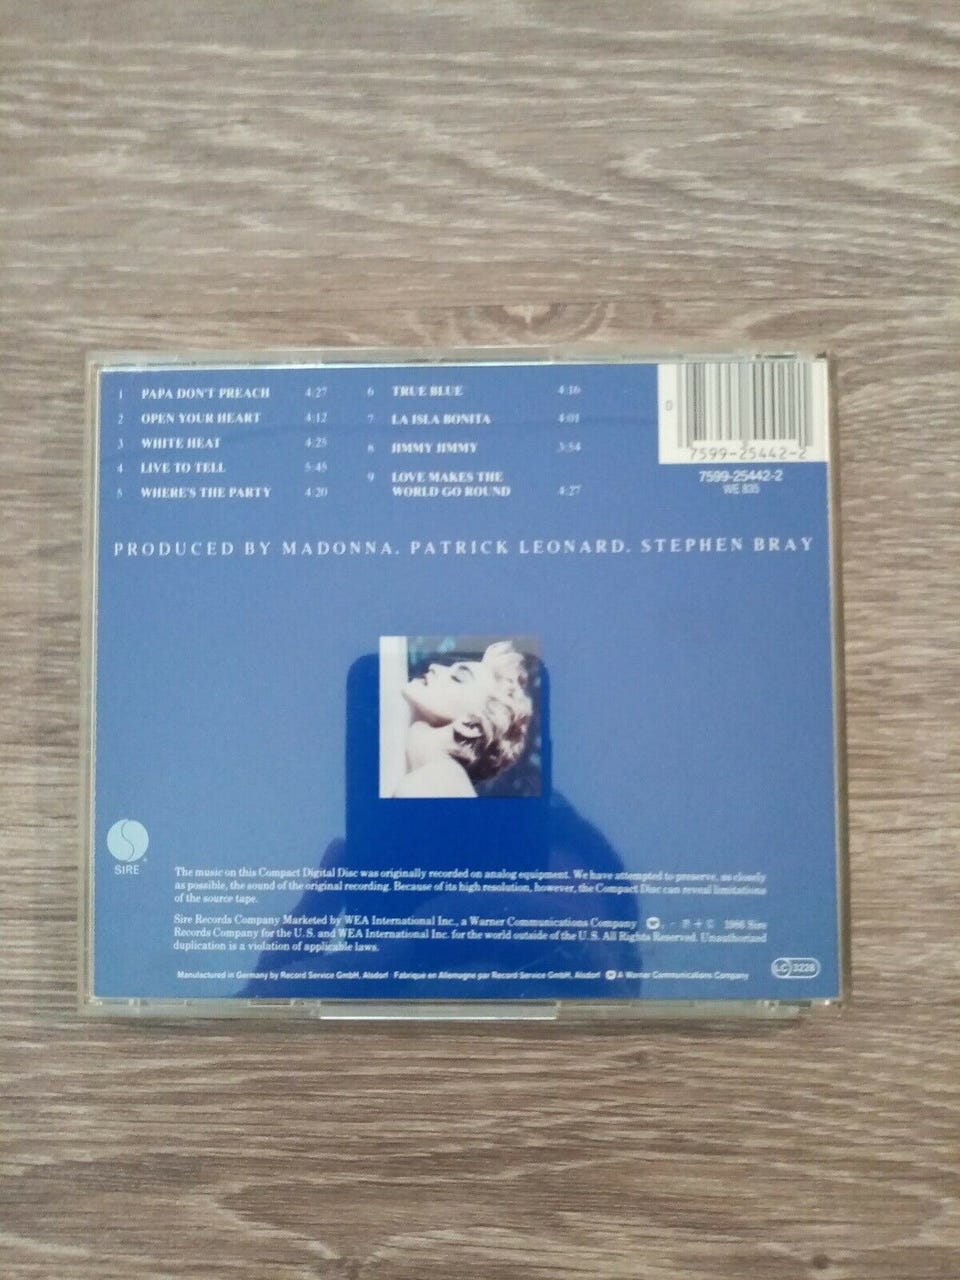 1 PAPA DON'T PREACH 4:27
2 OPEN YOUR HEART 4:12
3 WHITE HEAT 4:25
4 LIVE TO TELL 5:45
5 WHERE'S THE PARTY 4:20
6 TRUE BLUE 4:16
7 LA ISLA BONITA 4:01
8 JIMMY JIMMY 3:54
9 LOVE MAKES THE
WORLD GO ROUND 4:27
0
7599-25442-2
7599-25442-2
WE 835
PRODUCED BY MADONNA, PATRICK LEONARD, STEPHEN BRAY
SIRE
The music on this Compact Digital Disc was originally recorded on analog equipment. We have attempted to preserve, as closely
as possible, the sound of the original recording. Because of its high resolution, however, the Compact Disc can reveal limitations
of the source tape.
Sire Records Company Marketed by WEA International Inc., a Warner Communications Company 1986 Sire
Records Company for the U.S. and WEA International Inc. for the world outside of the U.S. All Rights Reserved. Unauthorized
duplication is a violation of applicable laws.
Manufactured in Germany by Record Service GmbH, Alsdorf Fabriqué en Allemagne par Record Service GmbH, Alsdorf A Warner Communications Company
LC 3228